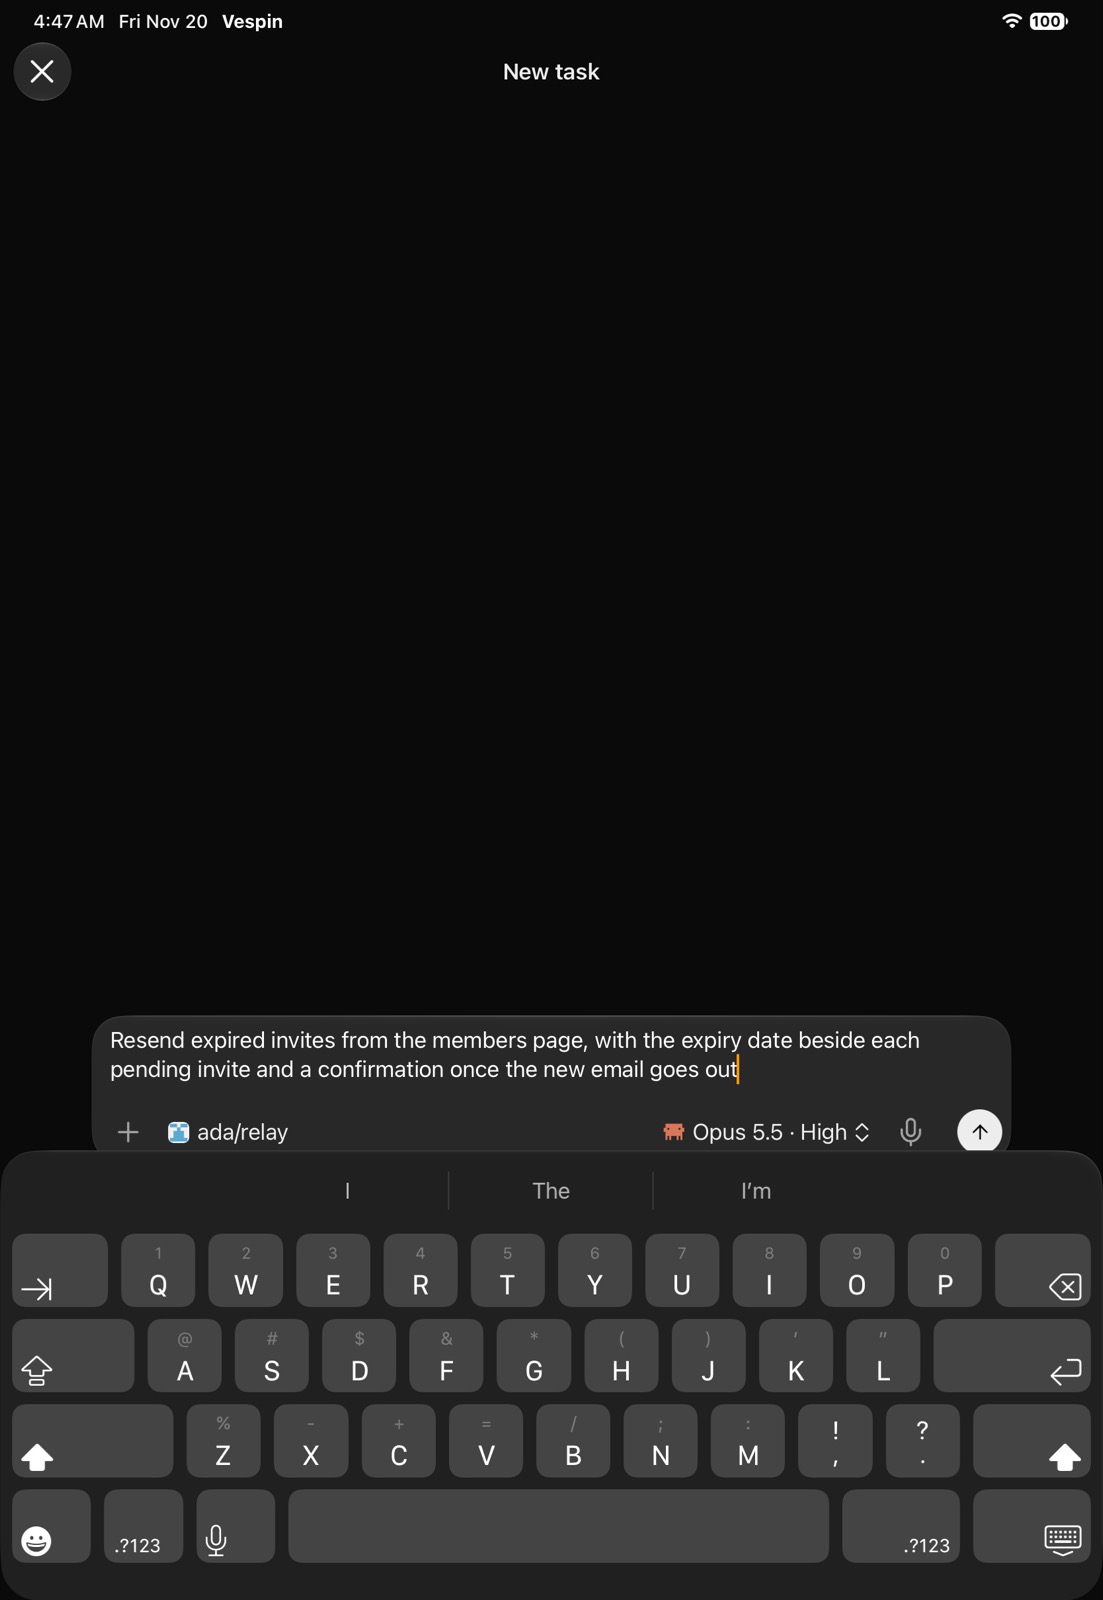 4:47 AM Fri Nov 20 Vespin
100
New task
Resend expired invites from the members page, with the expiry date beside each
pending invite and a confirmation once the new email goes out
ada/relay
Opus 5.5 · High
I The I'm
1 2 3 4 5 6 7 8 9 0
Q W E R T Y U I O P
@ # $ & * ( ) ' "
A S D F G H J K L
% - + = / ; : ! ?
Z X C V B N M , .
.?123 .?123